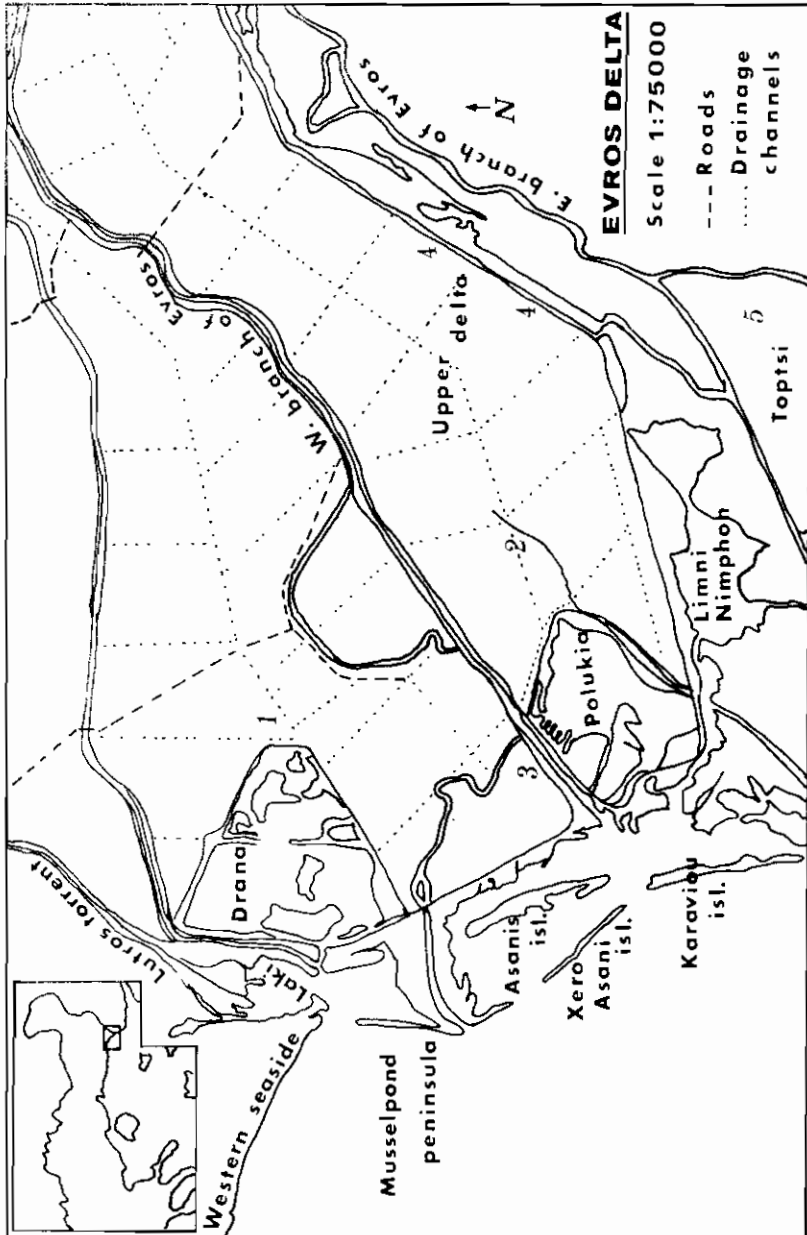 EVROS DELTA
Scale 1:75000
--- Roads
..... Drainage
channels
N
E. branch of Evros
W. branch of
Evros
Upper delta
4
4
5
Toptsi
Limni
Nimphon
2
Polukia
3
1
Drana
Lutros torrent
Laki
Western seaside
Musselpond
peninsula
Asanis
isl.
Xero
Asani
isl.
Karaviou
isl.